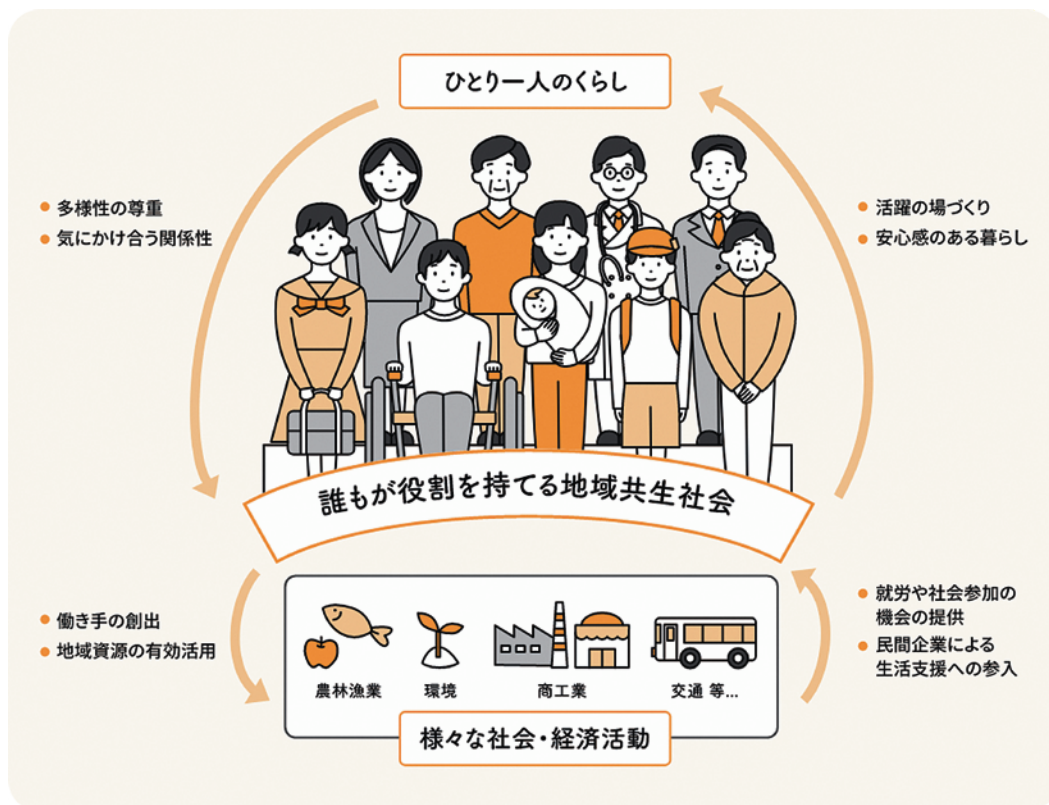 ひとり一人のくらし
多様性の尊重
気にかけ合う関係性
活躍の場づくり
安心感のある暮らし
誰もが役割を持てる地域共生社会
働き手の創出
地域資源の有効活用
就労や社会参加の
機会の提供
民間企業による
生活支援への参入
農林漁業
環境
商工業
交通 等...
様々な社会・経済活動